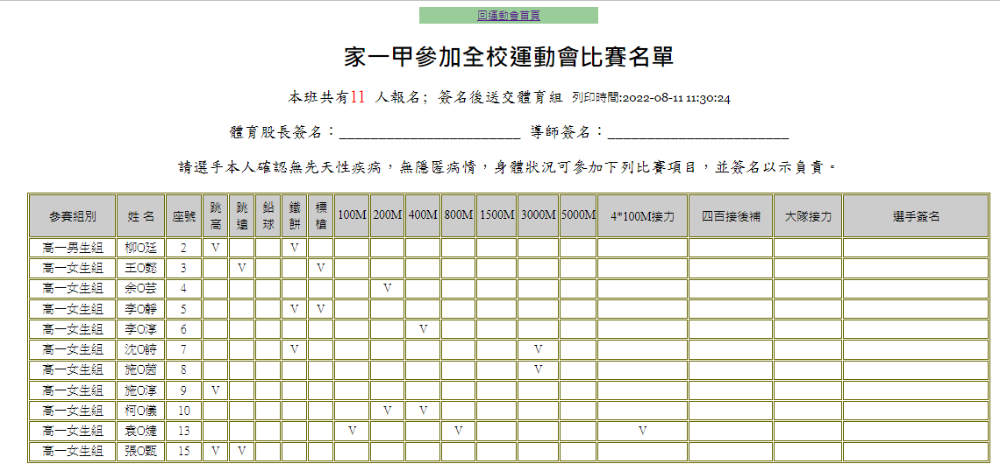 回運動會首頁
家一甲參加全校運動會比賽名單
本班共有11 人報名; 簽名後送交體育組 列印時間:2022-08-11 11:30:24
體育股長簽名：_______________________ 導師簽名：_______________________
請選手本人確認無先天性疾病，無隱匿病情，身體狀況可參加下列比賽項目，並簽名以示負責。
參賽組別 姓 名 座號 跳高 跳遠 鉛球 鐵餅 標槍 100M 200M 400M 800M 1500M 3000M 5000M 4*100M接力 四百接後補 大隊接力 選手簽名
高一男生組 柳O廷 2 V V
高一女生組 王O懿 3 V V
高一女生組 余O芸 4 V
高一女生組 李O靜 5 V V
高一女生組 李O淳 6 V
高一女生組 沈O詩 7 V V
高一女生組 施O茵 8 V
高一女生組 施O淳 9 V
高一女生組 柯O儀 10 V V
高一女生組 袁O婕 13 V V V
高一女生組 張O甄 15 V V